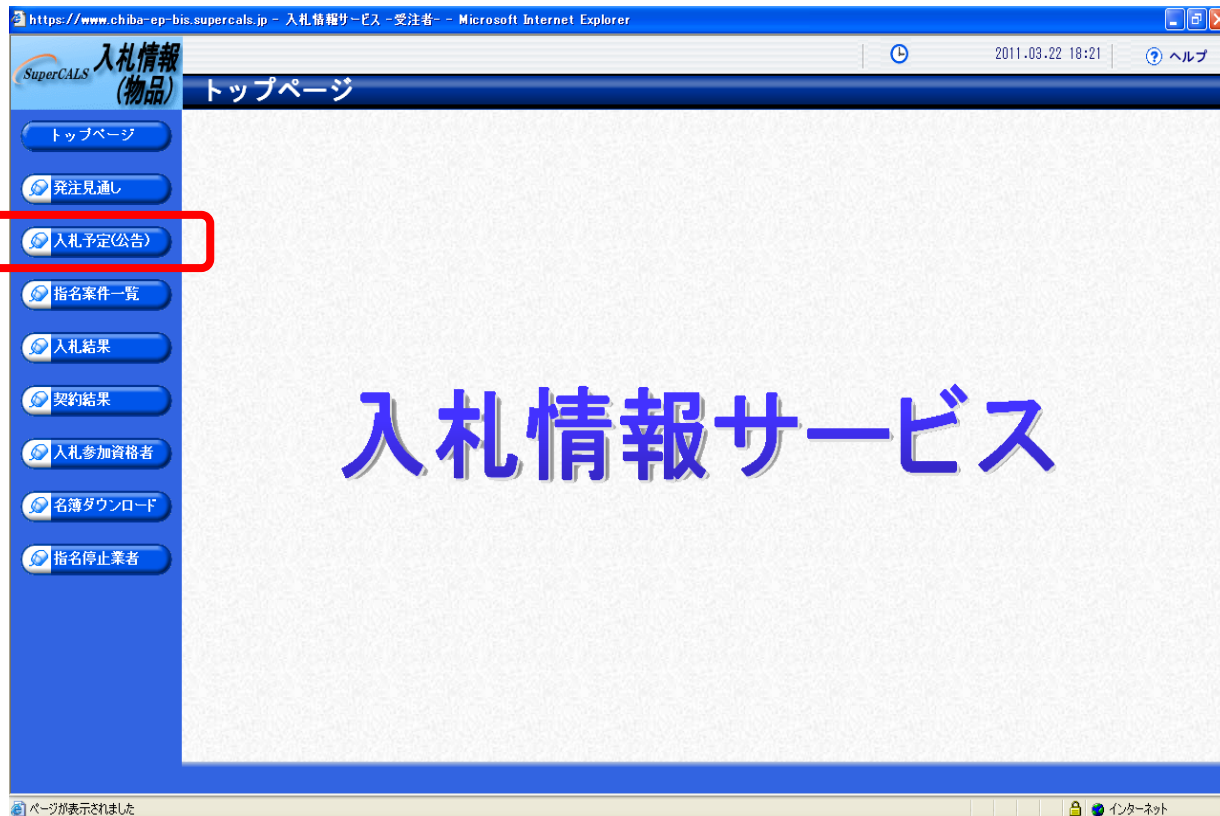 https://www.chiba-ep-bis.supercals.jp - 入札情報サービス -受注者- - Microsoft Internet Explorer
SuperCALS 入札情報
(物品)
2011.03.22 18:21
ヘルプ
トップページ
トップページ
発注見通し
入札予定(公告)
指名案件一覧
入札結果
契約結果
入札参加資格者
名簿ダウンロード
指名停止業者
入札情報サービス
ページが表示されました
インターネット